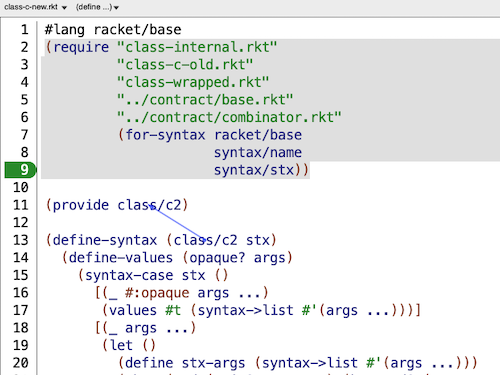 class-c-new.rkt ▾ (define ...) ▾
1 #lang racket/base
2 (require "class-internal.rkt"
3 "class-c-old.rkt"
4 "class-wrapped.rkt"
5 "../contract/base.rkt"
6 "../contract/combinator.rkt"
7 (for-syntax racket/base
8 syntax/name
9 syntax/stx))
10
11 (provide class/c2)
12
13 (define-syntax (class/c2 stx)
14 (define-values (opaque? args)
15 (syntax-case stx ()
16 [(_ #:opaque args ...)
17 (values #t (syntax->list #'(args ...)))]
18 [(_ args ...)
19 (let ()
20 (define stx-args (syntax->list #'(args ...)))